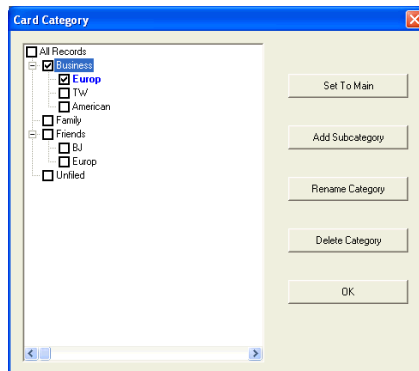 Card Category
All Records
Business
Europ
TW
American
Family
Friends
BJ
Europ
Unfiled
Set To Main
Add Subcategory
Rename Category
Delete Category
OK